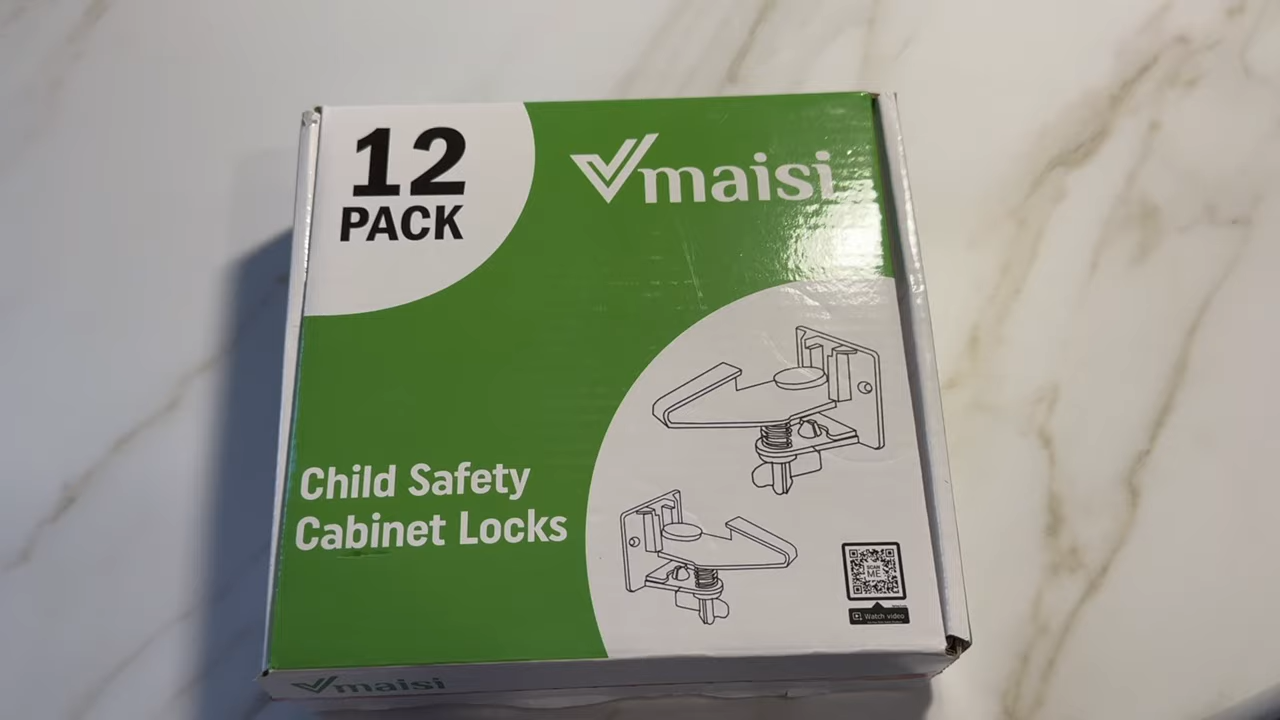 12
PACK
Vmaisi
Child Safety
Cabinet Locks
SCAN
ME
Watch video
Vmaisi